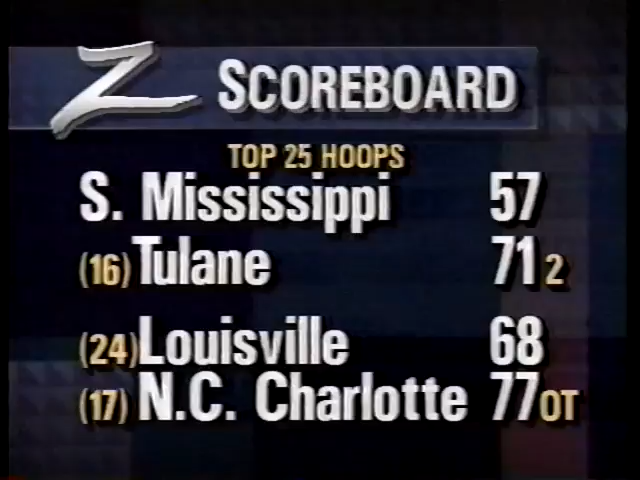 Z SCOREBOARD
TOP 25 HOOPS
S. Mississippi 57
(16) Tulane 71 2
(24) Louisville 68
(17) N.C. Charlotte 77 OT